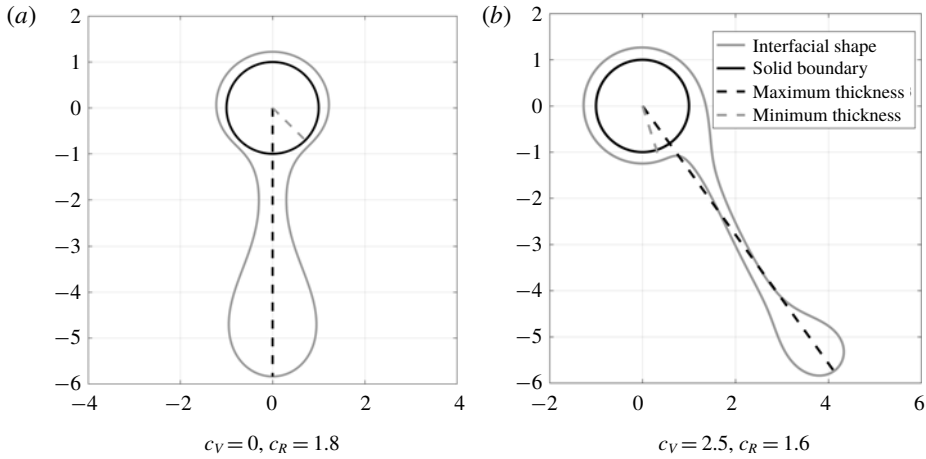 (a)
2
1
0
−1
−2
−3
−4
−5
−6
−4 −2 0 2 4
c_V = 0, c_R = 1.8
(b)
2
1
0
−1
−2
−3
−4
−5
−6
−2 0 2 4 6
Interfacial shape
Solid boundary
Maximum thickness
Minimum thickness
c_V = 2.5, c_R = 1.6